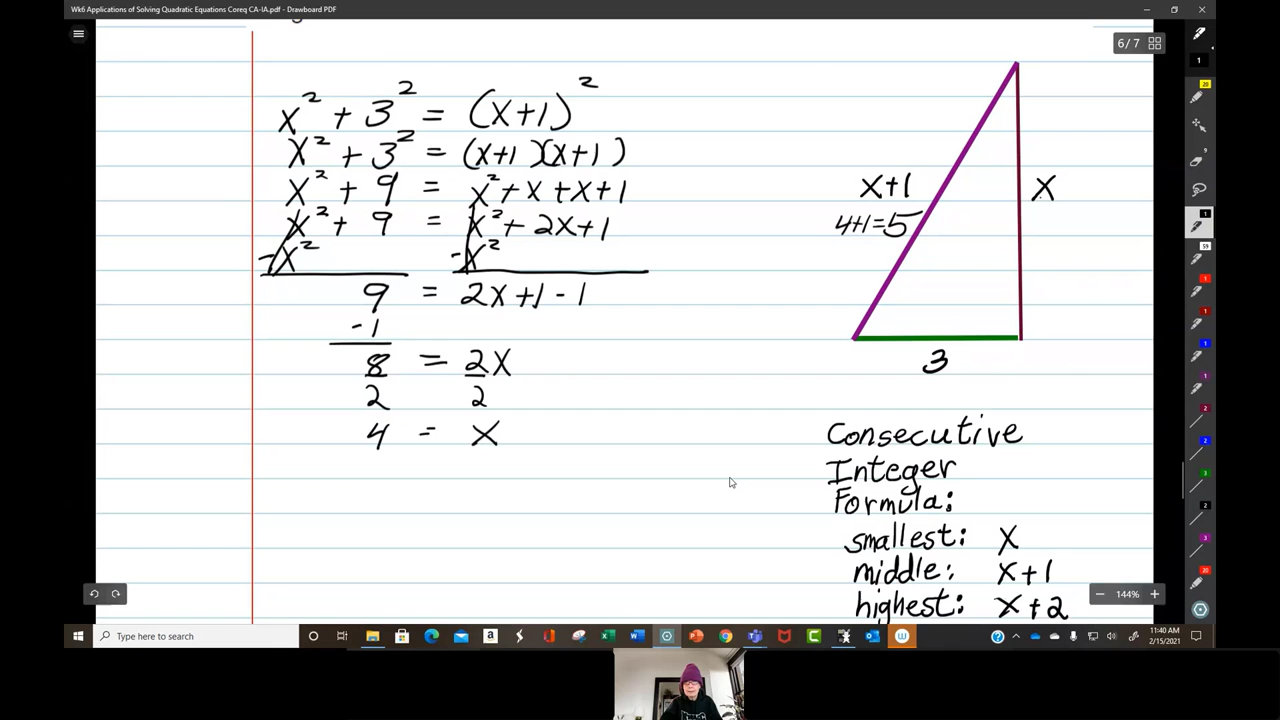 Wk6 Applications of Solving Quadratic Equations Coreq CA-IA.pdf - Drawboard PDF
6/7
x² + 3² = (x+1)²
x² + 3² = (x+1)(x+1)
x² + 9 = x² + x + x + 1
x² + 9 = x² + 2x + 1
-x² -x²
9 = 2x + 1 - 1
-1
8 = 2x
2 2
4 = x
x+1
4+1=5
x
3
Consecutive
Integer
Formula:
smallest: x
middle: x+1
highest: x+2
144%
Type here to search
11:40 AM
2/15/2021